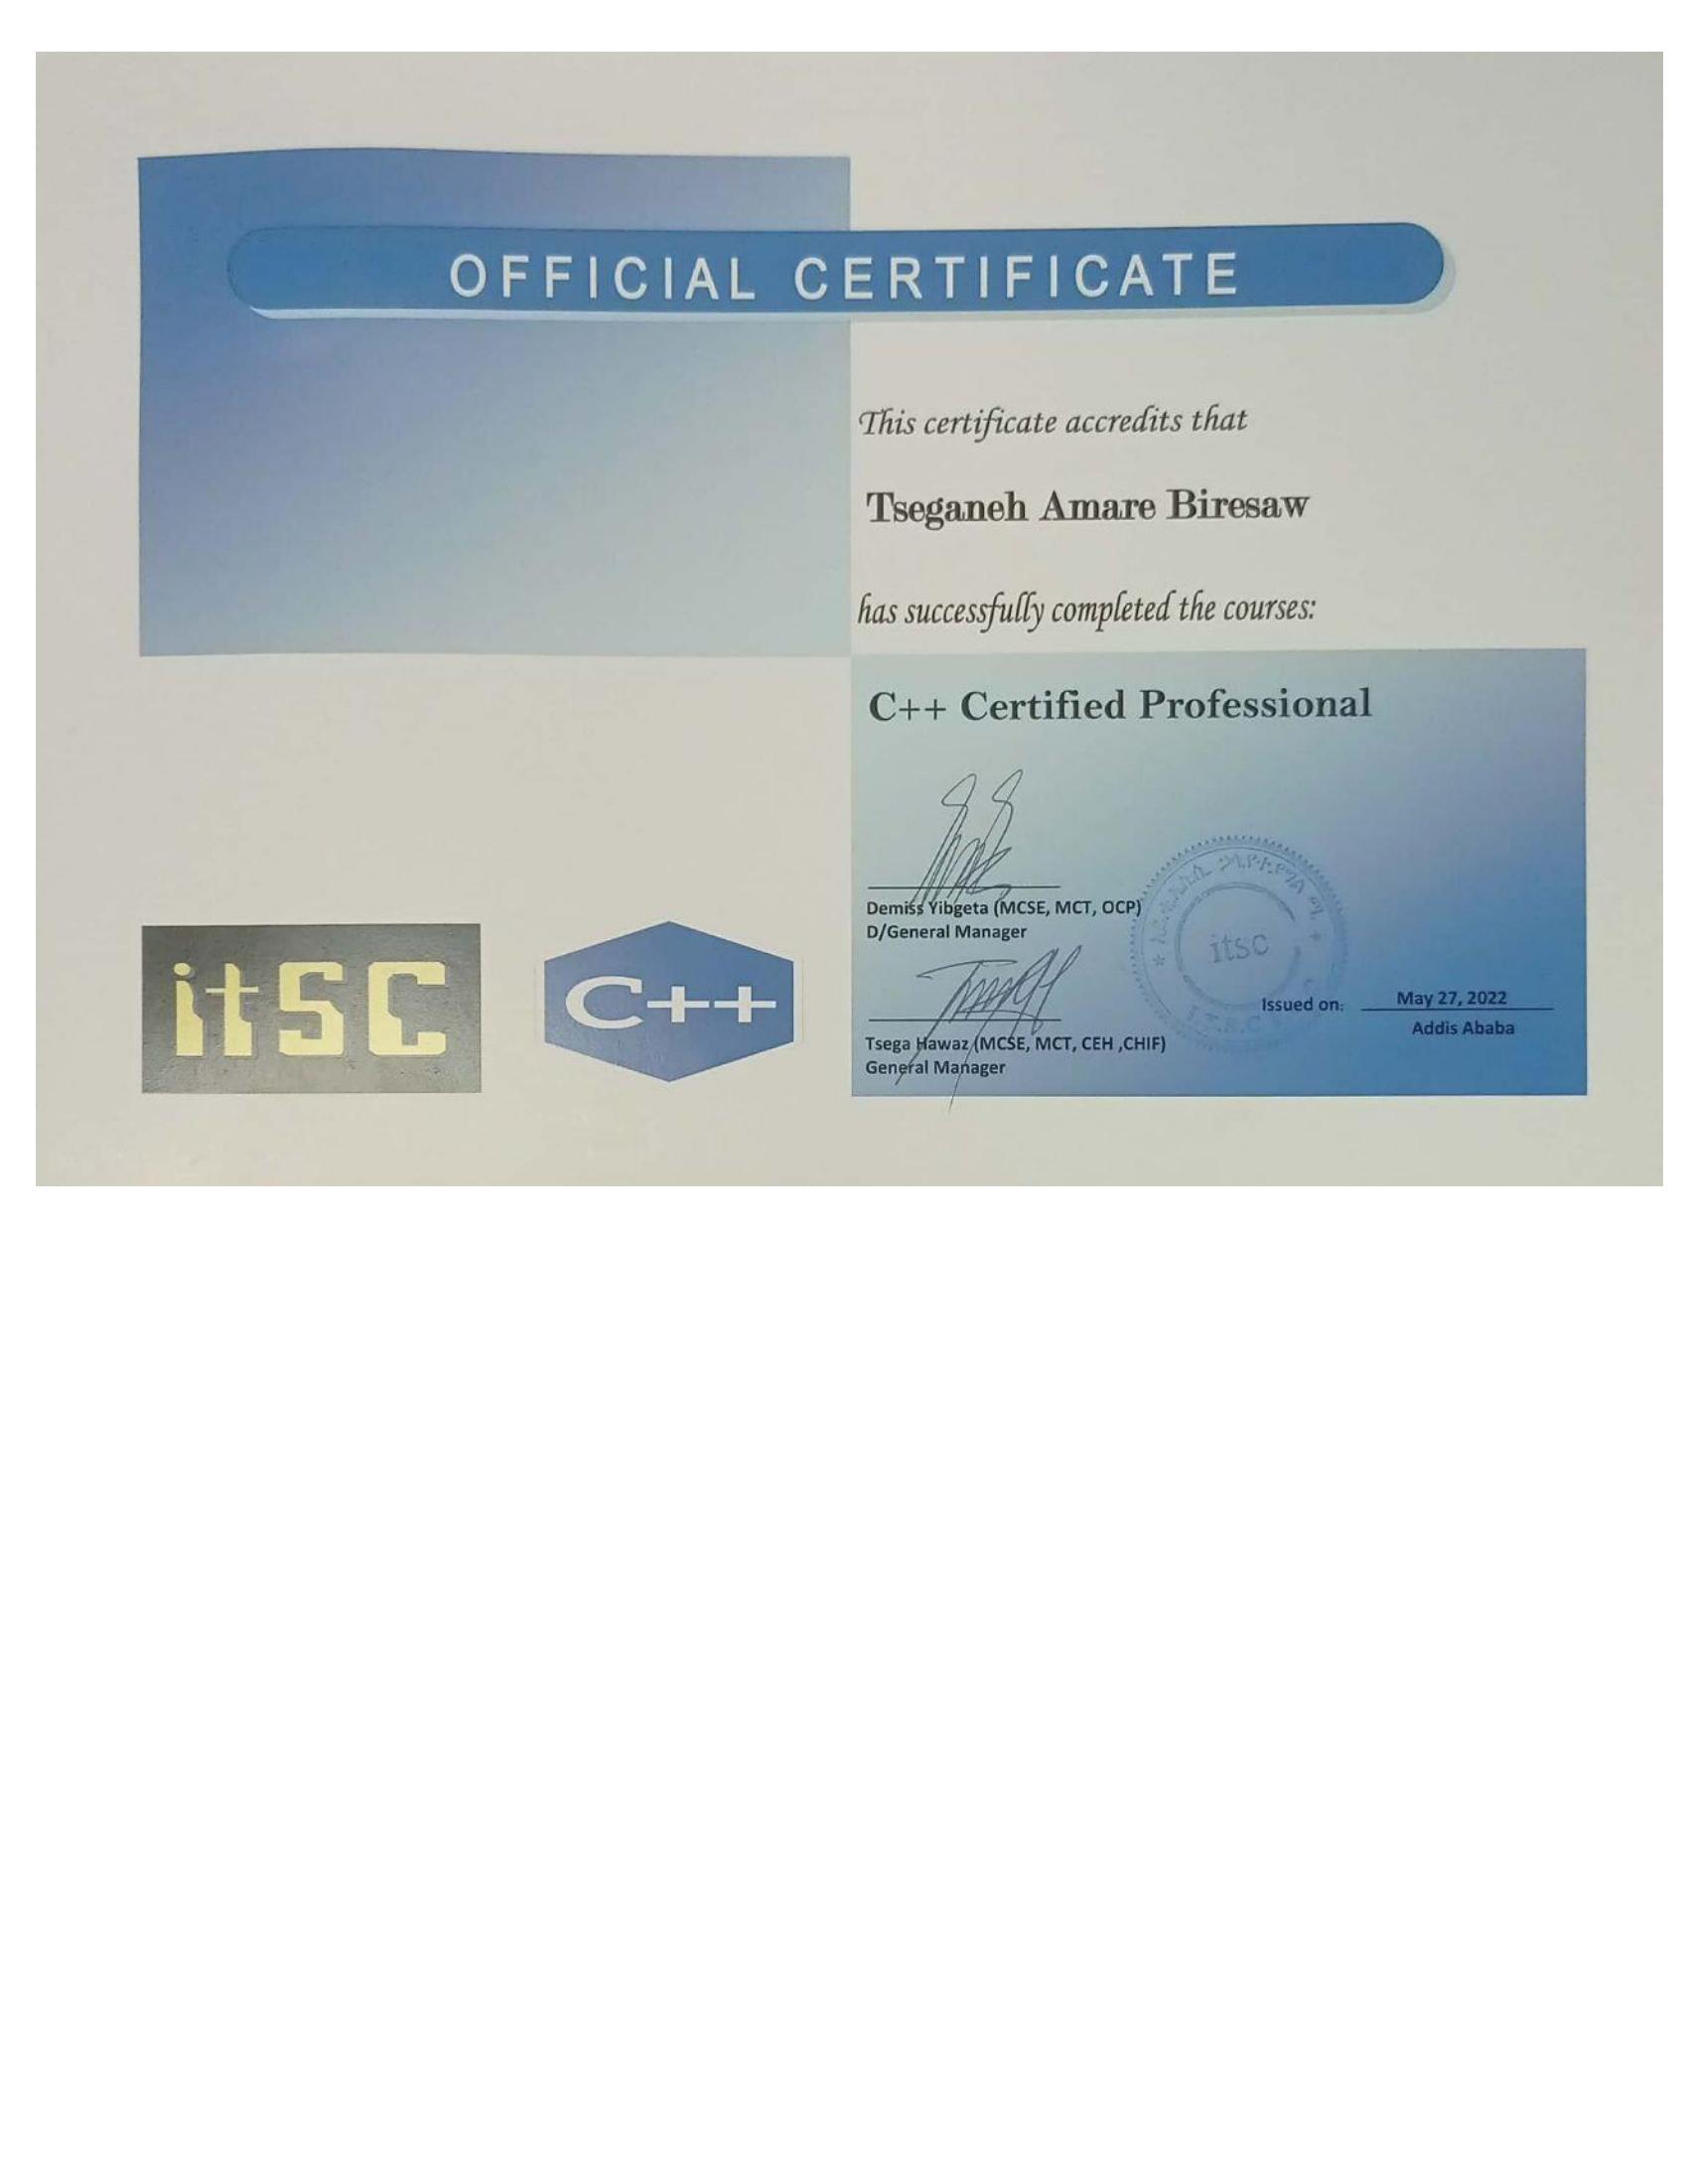 OFFICIAL CERTIFICATE
This certificate accredits that
Tseganeh Amare Biresaw
has successfully completed the courses:
C++ Certified Professional
Demiss Yibgeta (MCSE, MCT, OCP)
D/General Manager
itsc
I.T.S.C
Issued on: May 27, 2022
Addis Ababa
Tsega Hawaz (MCSE, MCT, CEH ,CHIF)
General Manager
itSC
C++